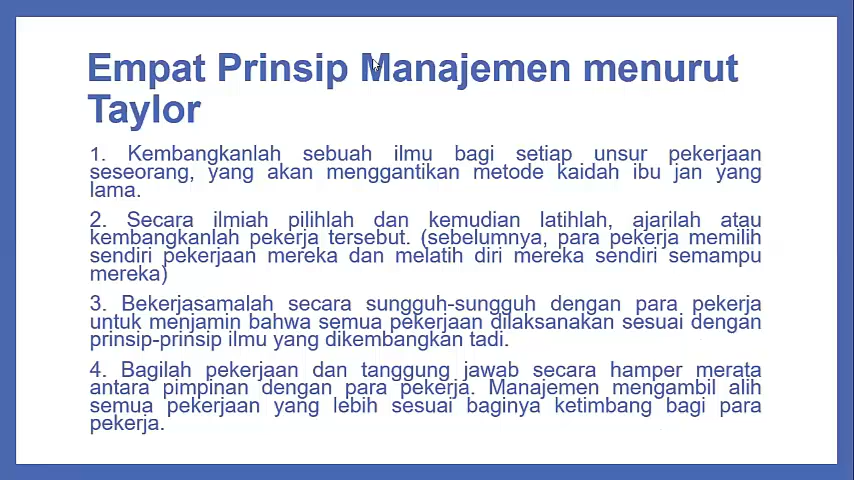 Empat Prinsip Manajemen menurut
Taylor
1. Kembangkanlah sebuah ilmu bagi setiap unsur pekerjaan
seseorang, yang akan menggantikan metode kaidah ibu jan yang
lama.
2. Secara ilmiah pilihlah dan kemudian latihlah, ajarilah atau
kembangkanlah pekerja tersebut. (sebelumnya, para pekerja memilih
sendiri pekerjaan mereka dan melatih diri mereka sendiri semampu
mereka)
3. Bekerjasamalah secara sungguh-sungguh dengan para pekerja
untuk menjamin bahwa semua pekerjaan dilaksanakan sesuai dengan
prinsip-prinsip ilmu yang dikembangkan tadi.
4. Bagilah pekerjaan dan tanggung jawab secara hamper merata
antara pimpinan dengan para pekerja. Manajemen mengambil alih
semua pekerjaan yang lebih sesuai baginya ketimbang bagi para
pekerja.